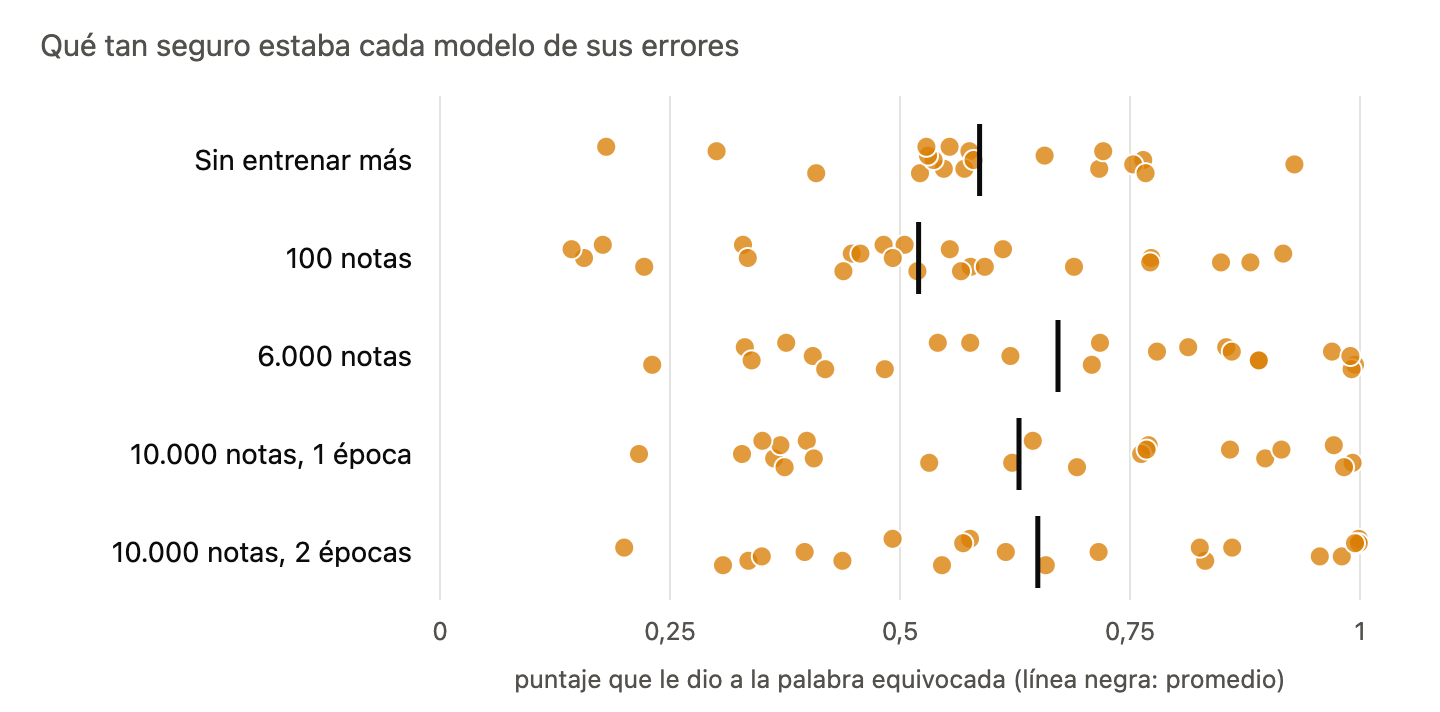 Qué tan seguro estaba cada modelo de sus errores
Sin entrenar más
100 notas
6.000 notas
10.000 notas, 1 época
10.000 notas, 2 épocas
0
0,25
0,5
0,75
1
puntaje que le dio a la palabra equivocada (línea negra: promedio)